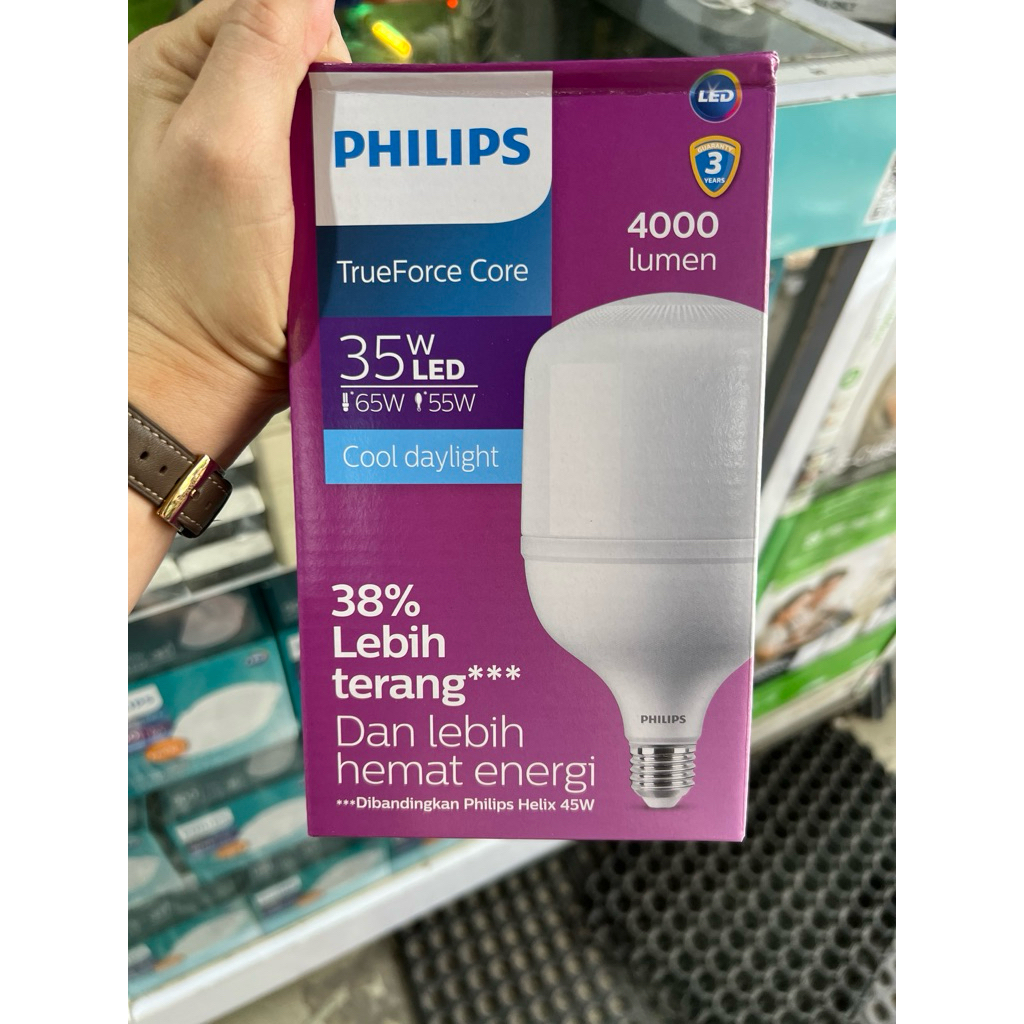 PHILIPS
TrueForce Core
35W LED
*65W *55W
Cool daylight
LED
GUARANTY
3
YEARS
4000
lumen
38%
Lebih
terang***
Dan lebih
hemat energi
***Dibandingkan Philips Helix 45W
PHILIPS